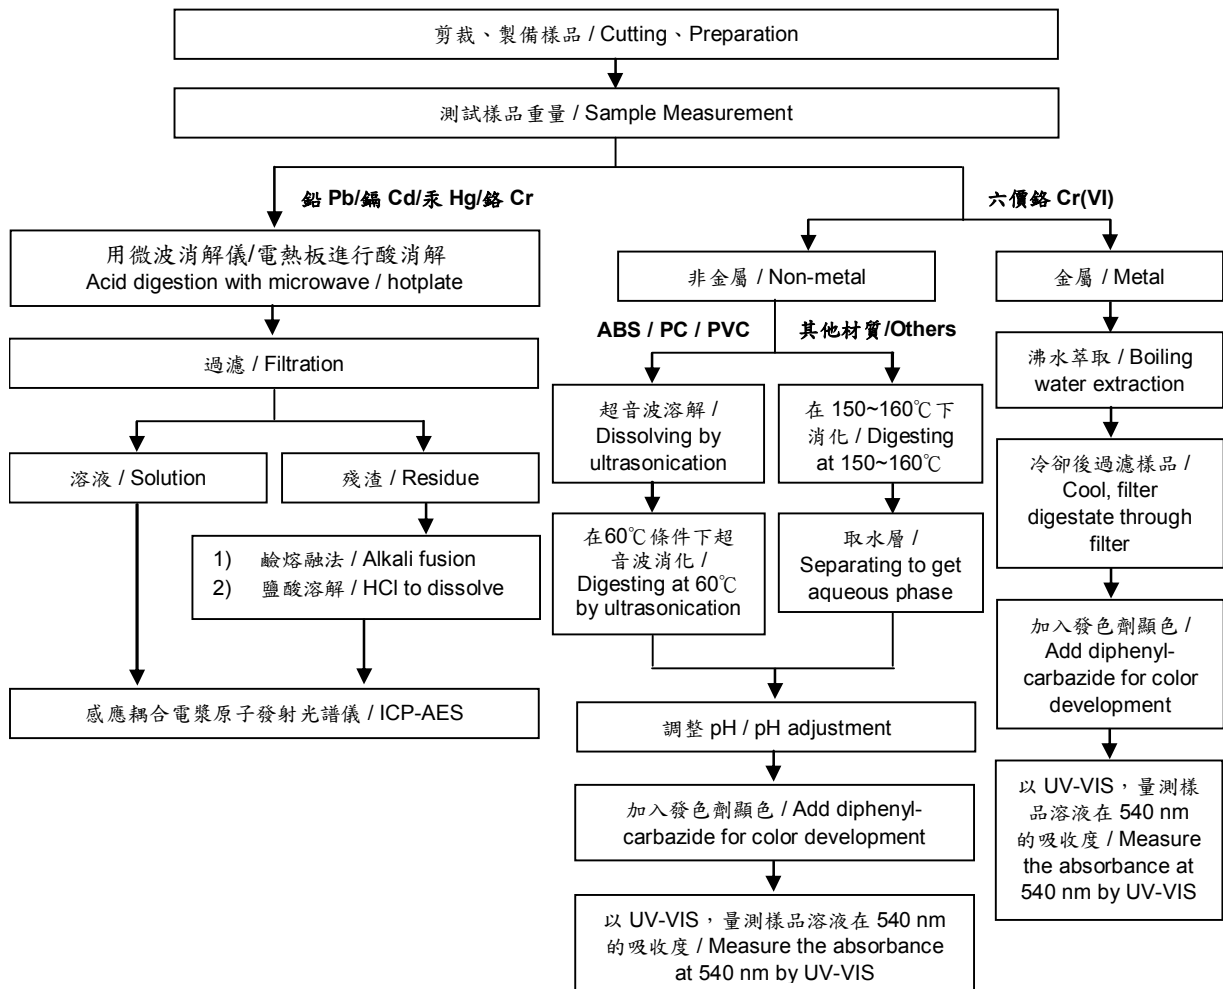 剪裁、製備樣品 / Cutting、Preparation
測試樣品重量 / Sample Measurement
鉛 Pb/鎘 Cd/汞 Hg/鉻 Cr
六價鉻 Cr(VI)
用微波消解儀/電熱板進行酸消解
Acid digestion with microwave / hotplate
過濾 / Filtration
溶液 / Solution
殘渣 / Residue
1) 鹼熔融法 / Alkali fusion
2) 鹽酸溶解 / HCl to dissolve
感應耦合電漿原子發射光譜儀 / ICP-AES
非金屬 / Non-metal
ABS / PC / PVC
其他材質/Others
超音波溶解 /
Dissolving by
ultrasonication
在60℃條件下超
音波消化 /
Digesting at 60℃
by ultrasonication
在 150~160℃下
消化 / Digesting
at 150~160℃
取水層 /
Separating to get
aqueous phase
調整 pH / pH adjustment
加入發色劑顯色 / Add diphenyl-
carbazide for color development
以 UV-VIS，量測樣品溶液在 540 nm
的吸收度 / Measure the absorbance
at 540 nm by UV-VIS
金屬 / Metal
沸水萃取 / Boiling
water extraction
冷卻後過濾樣品 /
Cool, filter
digestate through
filter
加入發色劑顯色 /
Add diphenyl-
carbazide for color
development
以 UV-VIS，量測樣
品溶液在 540 nm
的吸收度 / Measure
the absorbance at
540 nm by UV-VIS